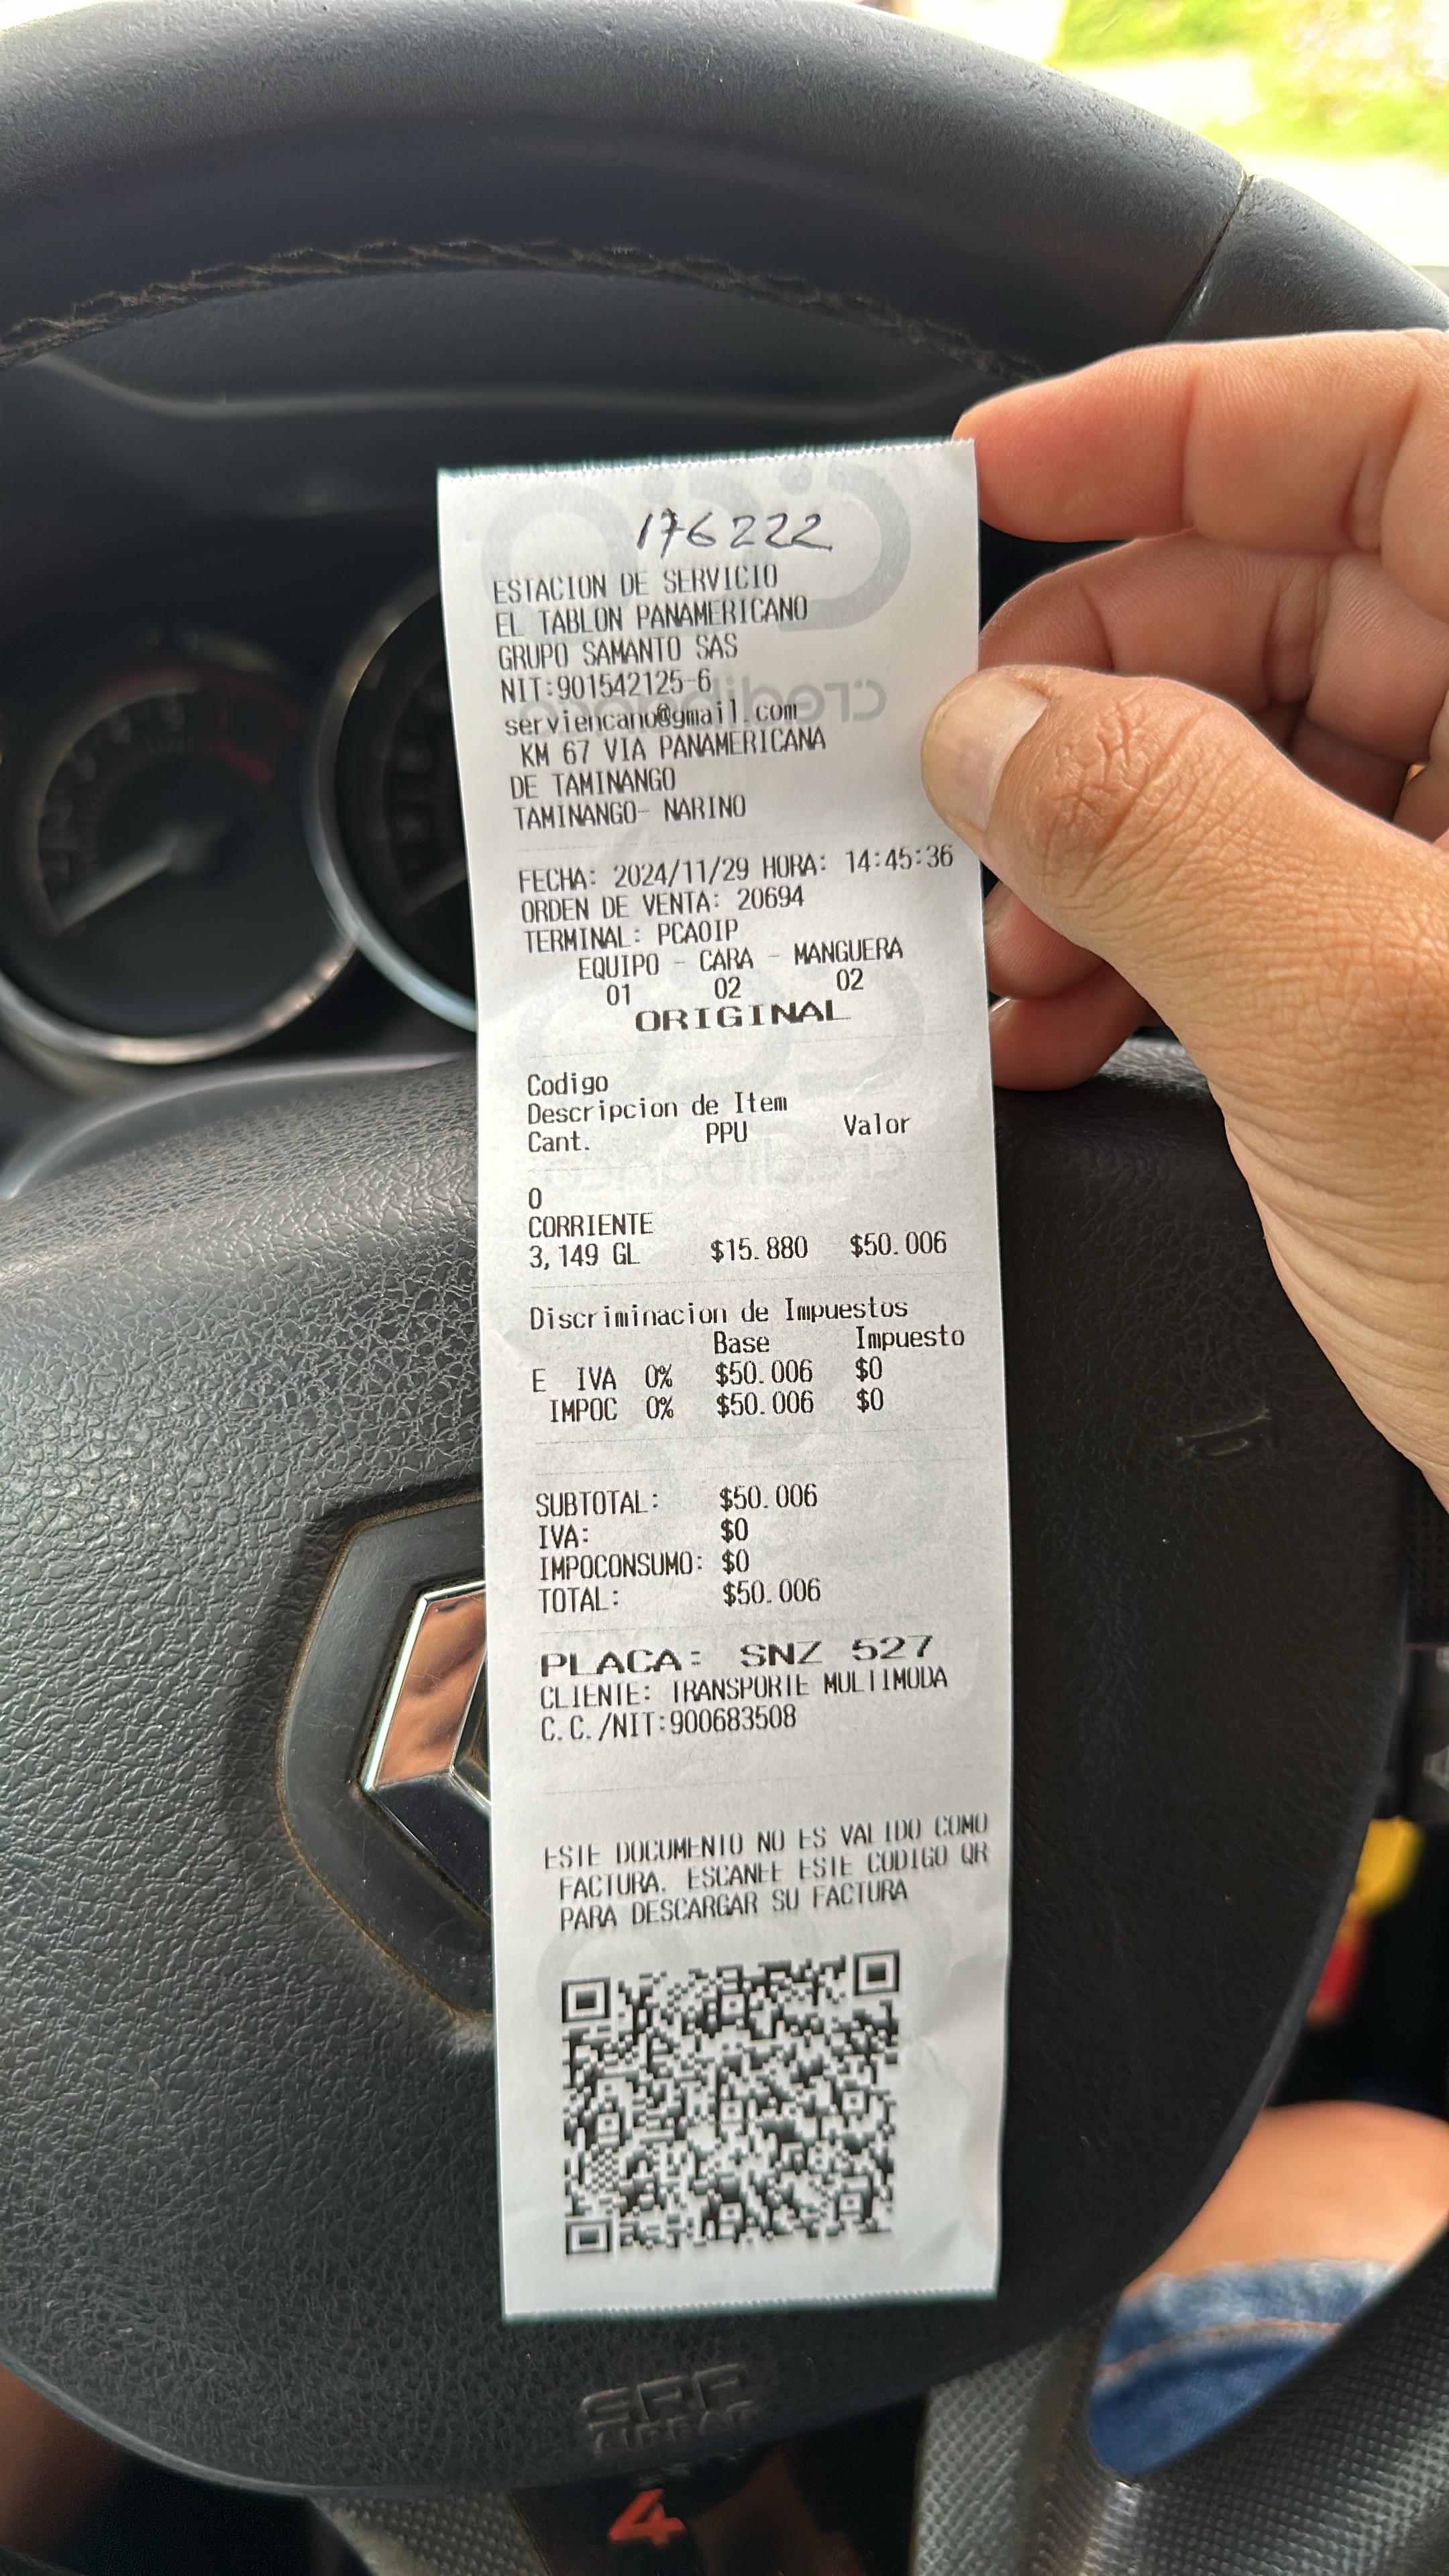 176222
ESTACION DE SERVICIO
EL TABLON PANAMERICANO
GRUPO SAMANTO SAS
NIT:901542125-6
serviencano@gmail.com
KM 67 VIA PANAMERICANA
DE TAMINANGO
TAMINANGO- NARINO
FECHA: 2024/11/29 HORA: 14:45:36
ORDEN DE VENTA: 20694
TERMINAL: PCAOIP
EQUIPO - CARA - MANGUERA
01 02 02
ORIGINAL
Codigo
Descripcion de Item
Cant. PPU Valor
0
CORRIENTE
3,149 GL $15.880 $50.006
Discriminacion de Impuestos
Base Impuesto
E IVA 0% $50.006 $0
IMPOC 0% $50.006 $0
SUBTOTAL: $50.006
IVA: $0
IMPOCONSUMO: $0
TOTAL: $50.006
PLACA: SNZ 527
CLIENTE: TRANSPORTE MULTIMODA
C.C./NIT:900683508
ESTE DOCUMENTO NO ES VALIDO COMO
FACTURA. ESCANEE ESTE CODIGO QR
PARA DESCARGAR SU FACTURA
4